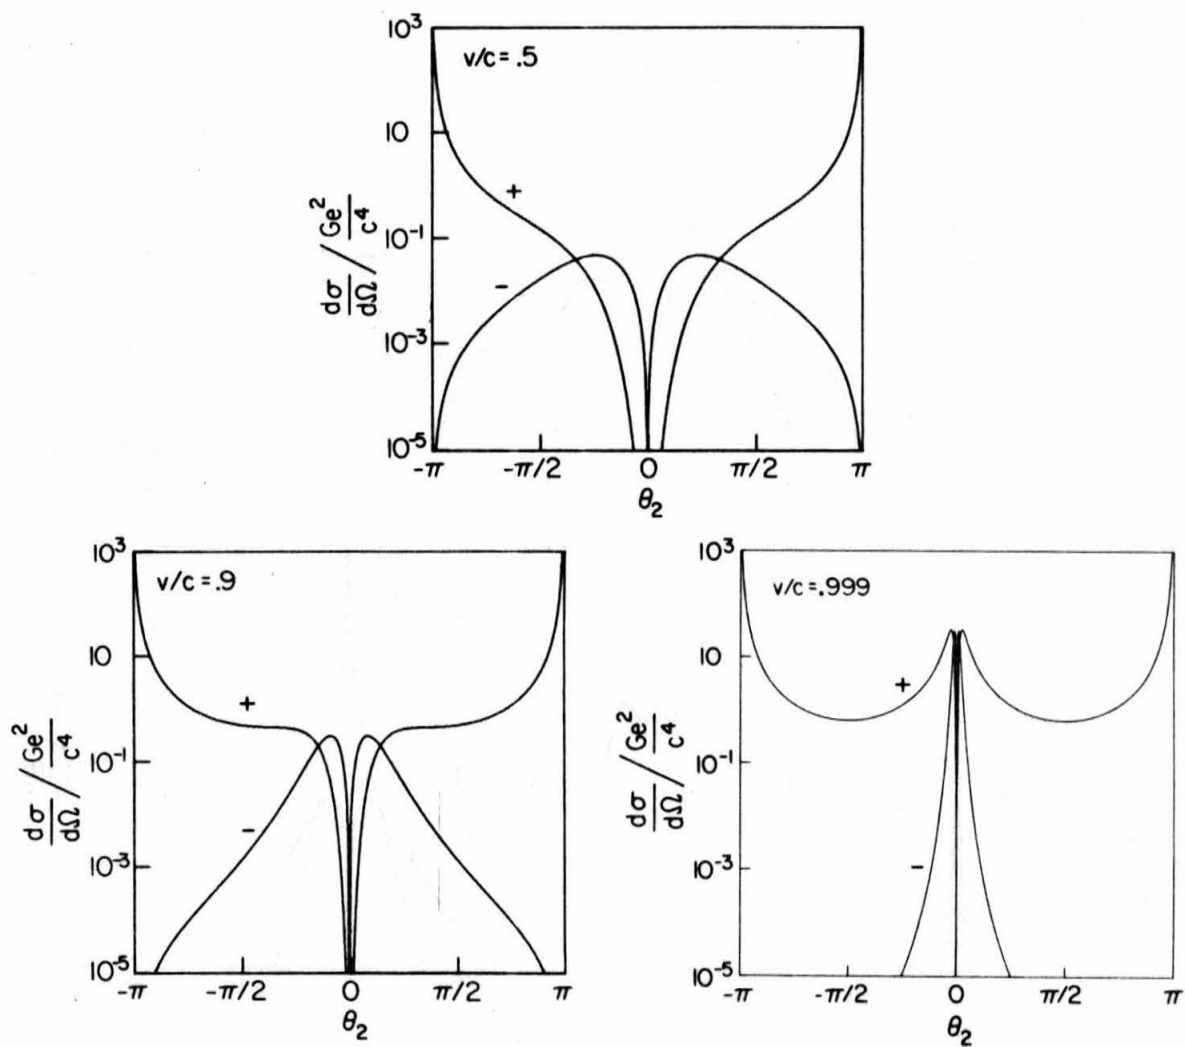 v/c = .5
dσ/dΩ / Ge²/c⁴
10³
10
10⁻¹
10⁻³
10⁻⁵
+
−
-π
-π/2
0
π/2
π
θ₂
v/c = .9
dσ/dΩ / Ge²/c⁴
10³
10
10⁻¹
10⁻³
10⁻⁵
+
−
-π
-π/2
0
π/2
π
θ₂
v/c = .999
dσ/dΩ / Ge²/c⁴
10³
10
10⁻¹
10⁻³
10⁻⁵
+
−
-π
-π/2
0
π/2
π
θ₂